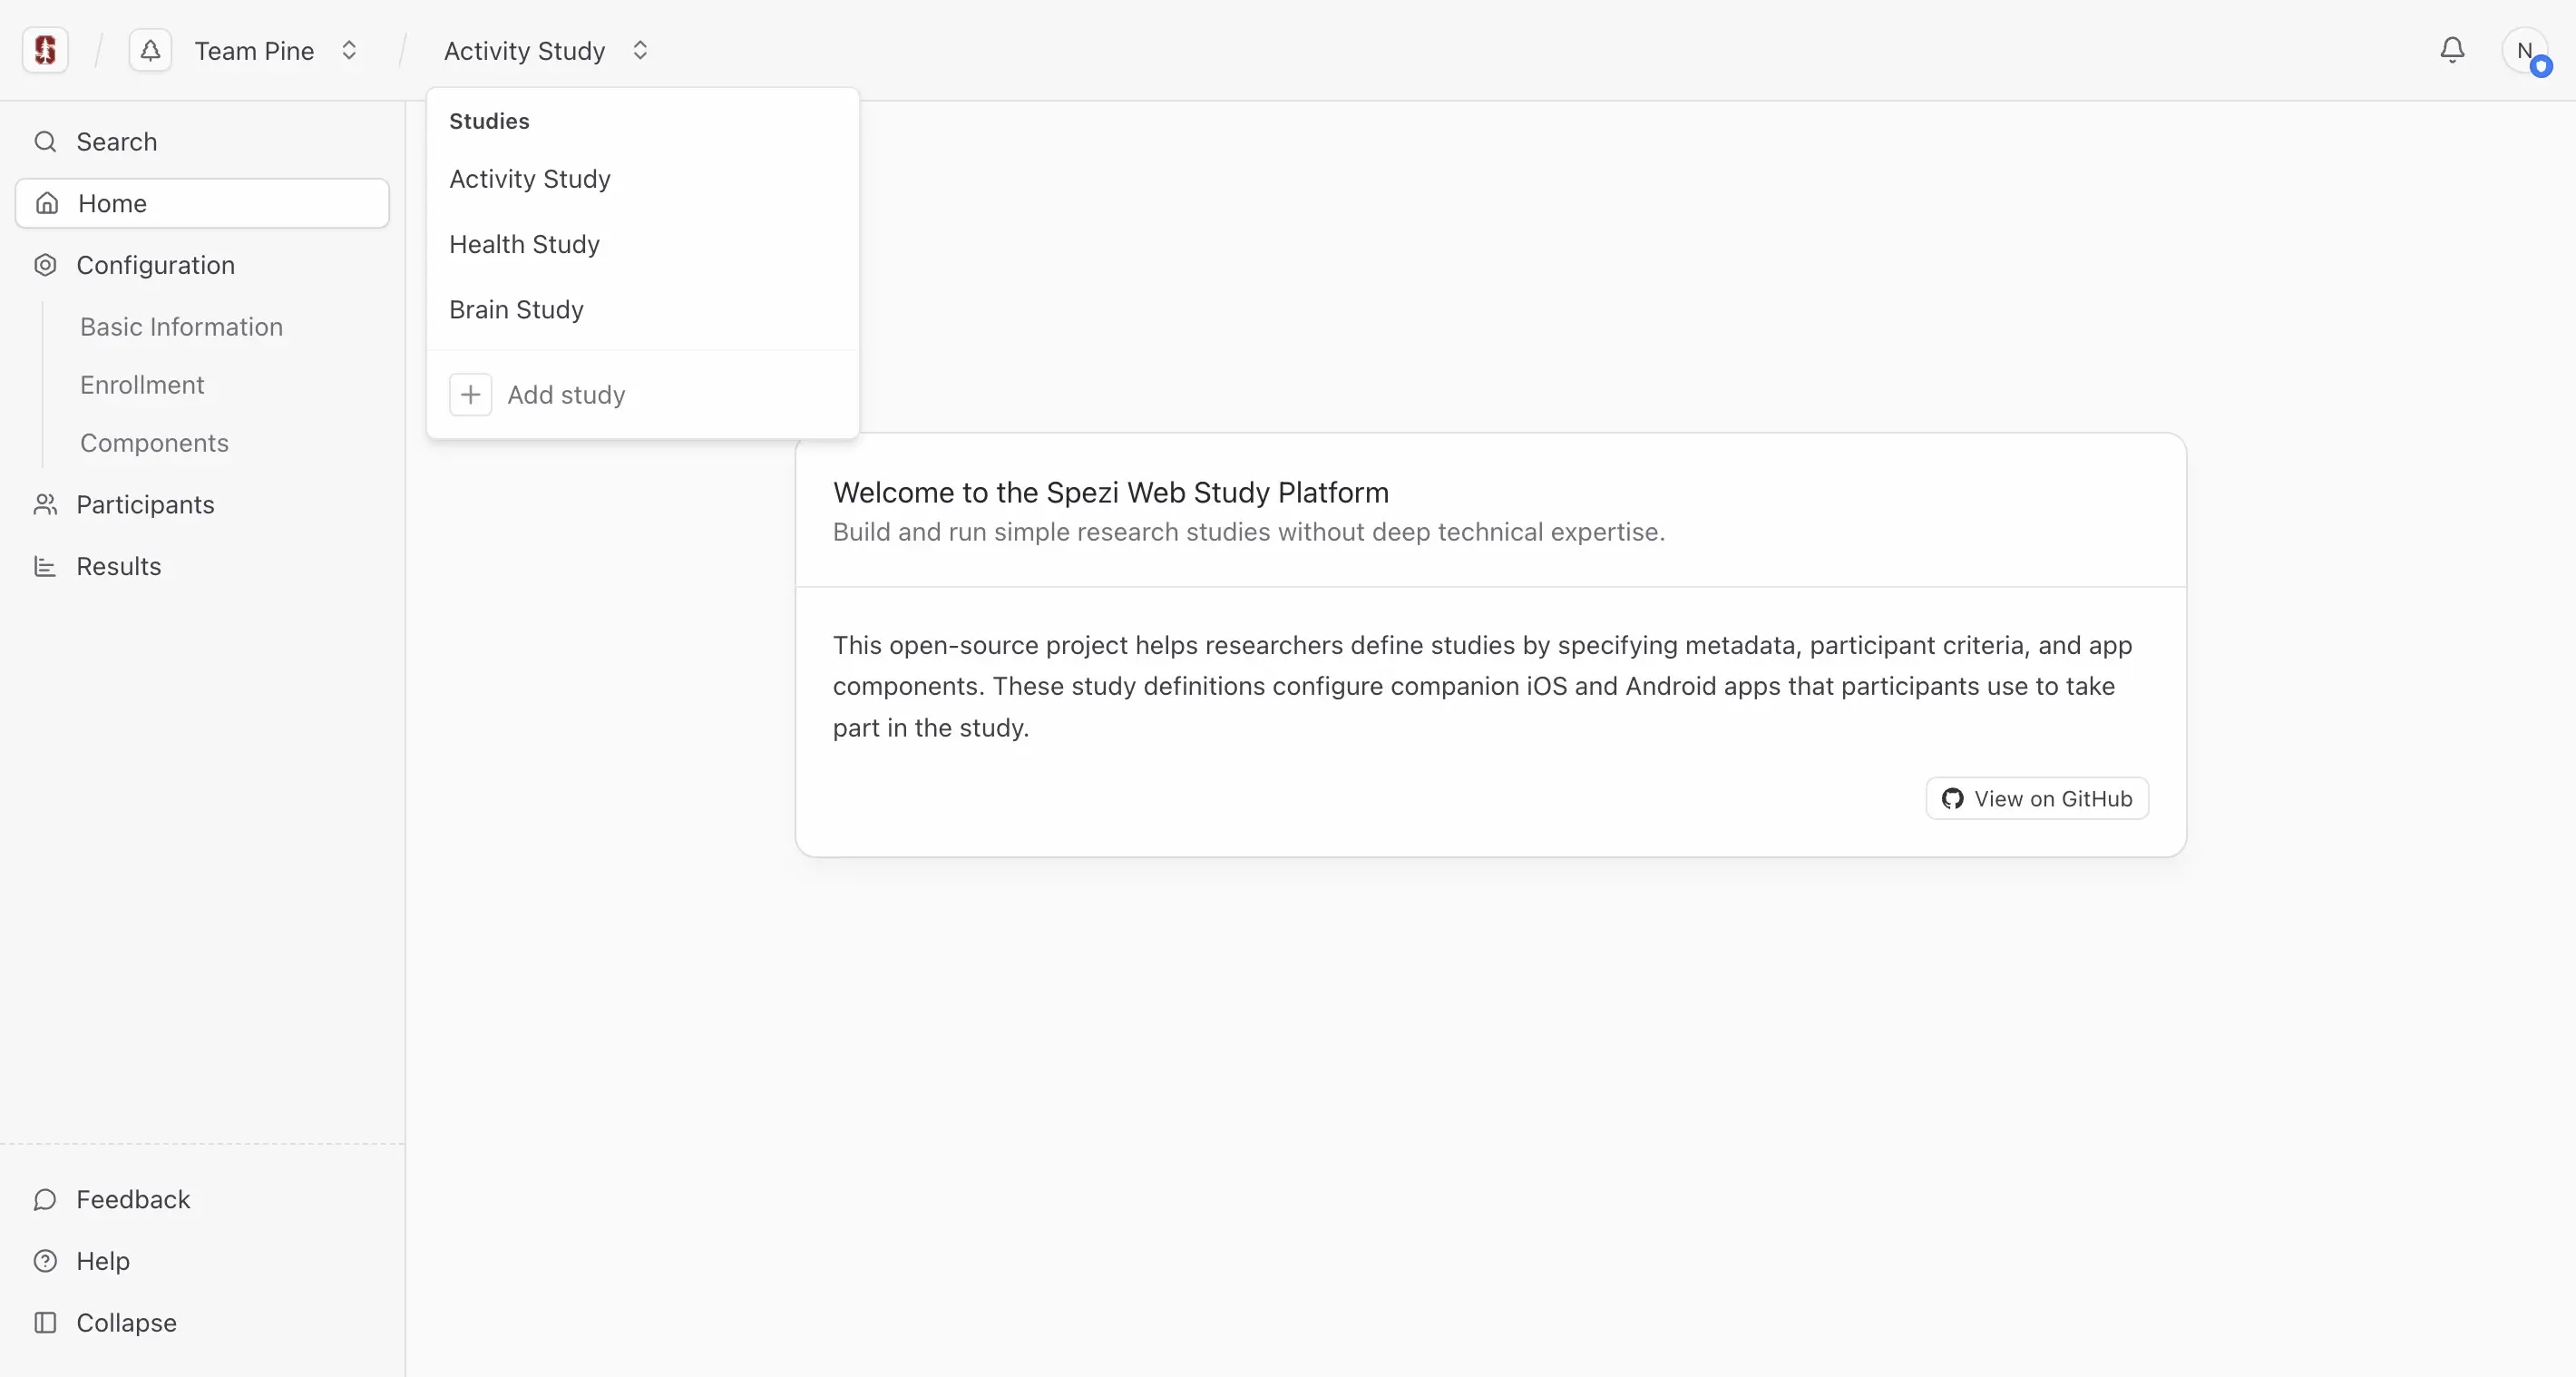 Team Pine
Activity Study
N
Search
Home
Configuration
Basic Information
Enrollment
Components
Participants
Results
Feedback
Help
Collapse
Studies
Activity Study
Health Study
Brain Study
Add study
Welcome to the Spezi Web Study Platform
Build and run simple research studies without deep technical expertise.
This open-source project helps researchers define studies by specifying metadata, participant criteria, and app
components. These study definitions configure companion iOS and Android apps that participants use to take
part in the study.
View on GitHub